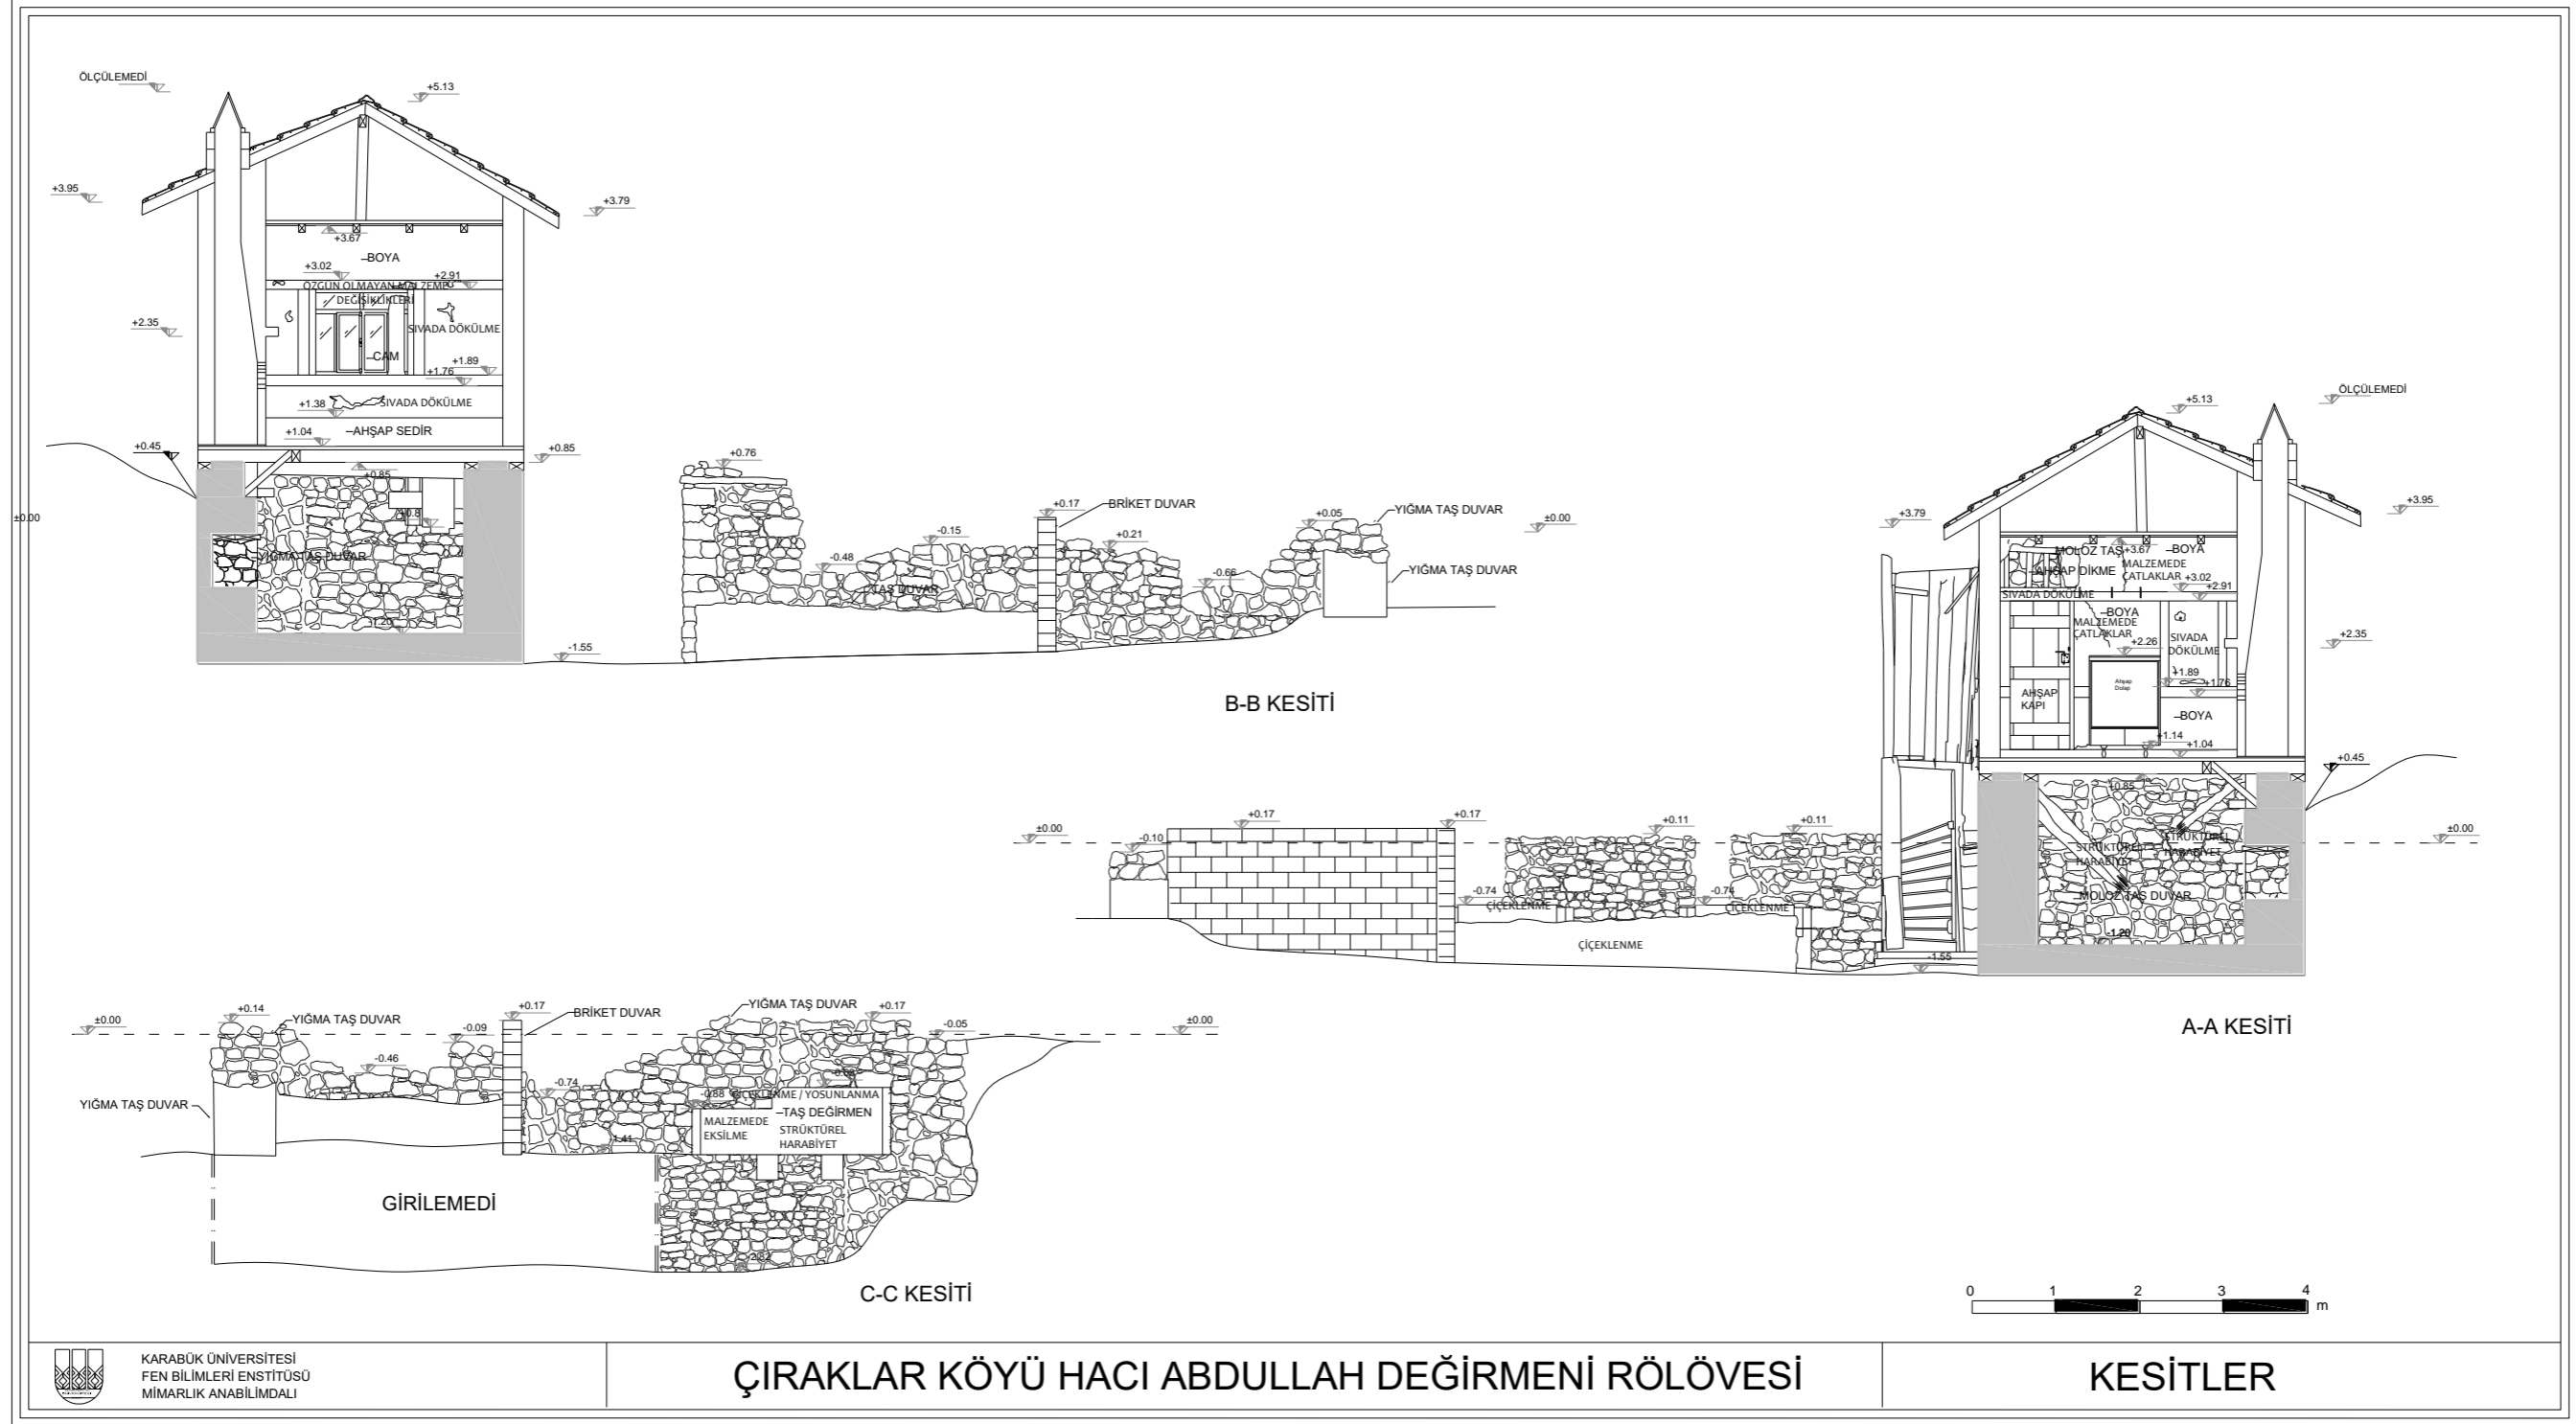 ÖLÇÜLEMEDİ
+5.13
+3.95
+3.79
+3.67
BOYA
+3.02
+2.91
ÖZGÜN OLMAYAN MALZEME
DEĞİŞİKLİKLERİ
+2.35
SIVADA DÖKÜLME
CAM
+1.89
+1.76
+1.38
SIVADA DÖKÜLME
+1.04
AHŞAP SEDİR
+0.45
+0.85
+0.85
±0.00
YIĞMA TAŞ DUVAR
-1.20
-1.55
+0.76
-0.48
-0.15
TAŞ DUVAR
+0.17
BRİKET DUVAR
+0.21
-0.66
+0.05
YIĞMA TAŞ DUVAR
YIĞMA TAŞ DUVAR
±0.00
B-B KESİTİ
ÖLÇÜLEMEDİ
+5.13
+3.95
+3.79
MOLOZ TAŞ
+3.67
BOYA
AHŞAP DİKME
MALZEMEDE
ÇATLAKLAR
+3.02
+2.91
SIVADA DÖKÜLME
BOYA
MALZEMEDE
ÇATLAKLAR
+2.26
SIVADA
DÖKÜLME
+2.35
Ahşap
Dolap
+1.89
+1.76
AHŞAP
KAPI
BOYA
+1.14
+1.04
+0.45
+0.85
±0.00
-0.10
+0.17
+0.17
+0.11
+0.11
±0.00
STRÜKTÜREL
HARABİYET
STRÜKTÜREL
HARABİYET
-0.74
ÇİÇEKLENME
-0.74
ÇİÇEKLENME
MOLOZ TAŞ DUVAR
ÇİÇEKLENME
-1.20
-1.55
A-A KESİTİ
±0.00
+0.14
YIĞMA TAŞ DUVAR
-0.09
-0.46
+0.17
BRİKET DUVAR
YIĞMA TAŞ DUVAR
+0.17
-0.05
±0.00
-0.74
YIĞMA TAŞ DUVAR
-0.88
ÇİÇEKLENME / YOSUNLANMA
TAŞ DEĞİRMEN
MALZEMEDE
EKSİLME
STRÜKTÜREL
HARABİYET
-1.41
GİRİLEMEDİ
-2.82
C-C KESİTİ
0 1 2 3 4
m
KARABÜK ÜNİVERSİTESİ
FEN BİLİMLERİ ENSTİTÜSÜ
MİMARLIK ANABİLİMDALI
ÇIRAKLAR KÖYÜ HACI ABDULLAH DEĞİRMENİ RÖLÖVESİ
KESİTLER